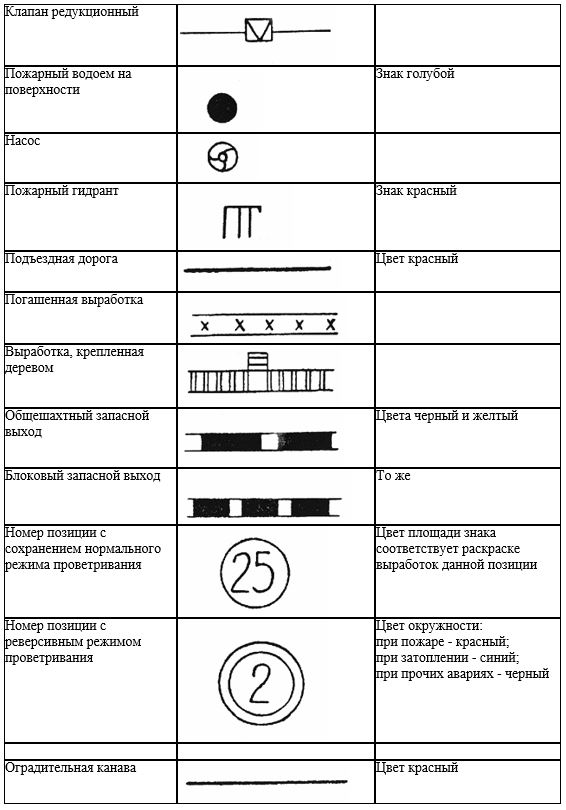 Клапан редукционный
Пожарный водоем на
поверхности
Знак голубой
Насос
Пожарный гидрант
ПГ
Знак красный
Подъездная дорога
Цвет красный
Погашенная выработка
x x x x x
Выработка, крепленная
деревом
Общешахтный запасной
выход
Цвета черный и желтый
Блоковый запасной выход
То же
Номер позиции с
сохранением нормального
режима проветривания
25
Цвет площади знака
соответствует раскраске
выработок данной позиции
Номер позиции с
реверсивным режимом
проветривания
2
Цвет окружности:
при пожаре - красный;
при затоплении - синий;
при прочих авариях - черный
Оградительная канава
Цвет красный